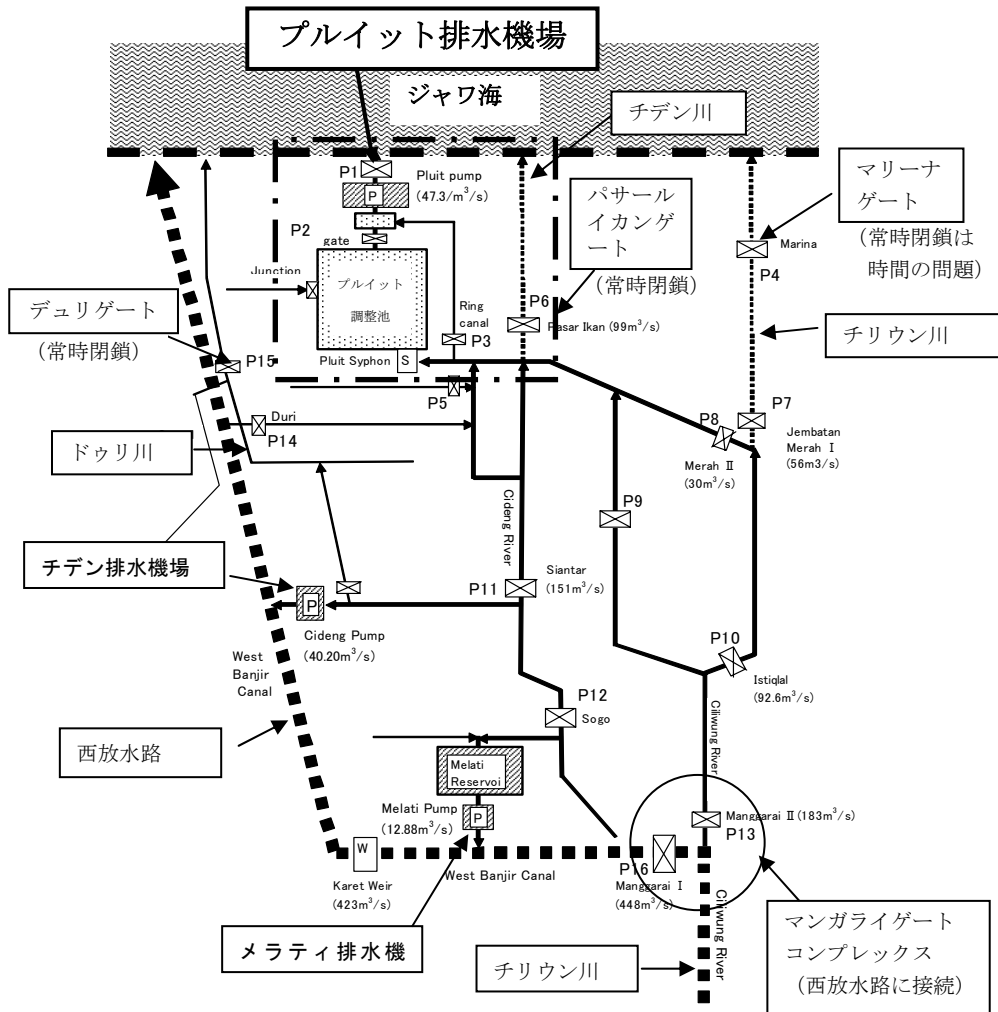 プルイット排水機場
ジャワ海
チデン川
P1
Pluit pump
(47.3/m³/s)
P
マリーナ
ゲート
(常時閉鎖は
時間の問題)
パサール
イカンゲー
ト
(常時閉鎖)
P2
gate
Marina
P4
Junction
プルイット
調整池
Ring
canal
P3
P6
Pasar Ikan (99m³/s)
デュリゲート
(常時閉鎖)
チリウン川
P15
Pluit Syphon
S
P5
P7
P8
Jembatan
Merah Ⅰ
(56m3/s)
Merah Ⅱ
(30m³/s)
Duri
P14
ドゥリ川
P9
Cideng River
チデン排水機場
P11
Siantar
(151m³/s)
P
Cideng Pump
(40.20m³/s)
P10
Istiqlal
(92.6m³/s)
West
Banjir
Canal
P12
Sogo
西放水路
Ciliwung River
Melati
Reservoi
Melati Pump
(12.88m³/s)
P
Manggarai Ⅱ (183m³/s)
P13
W
Karet Weir
(423m³/s)
West Banjir Canal
P16
Manggarai Ⅰ
(448m³/s)
Ciliwung River
メラティ排水機
チリウン川
マンガライゲート
コンプレックス
(西放水路に接続)